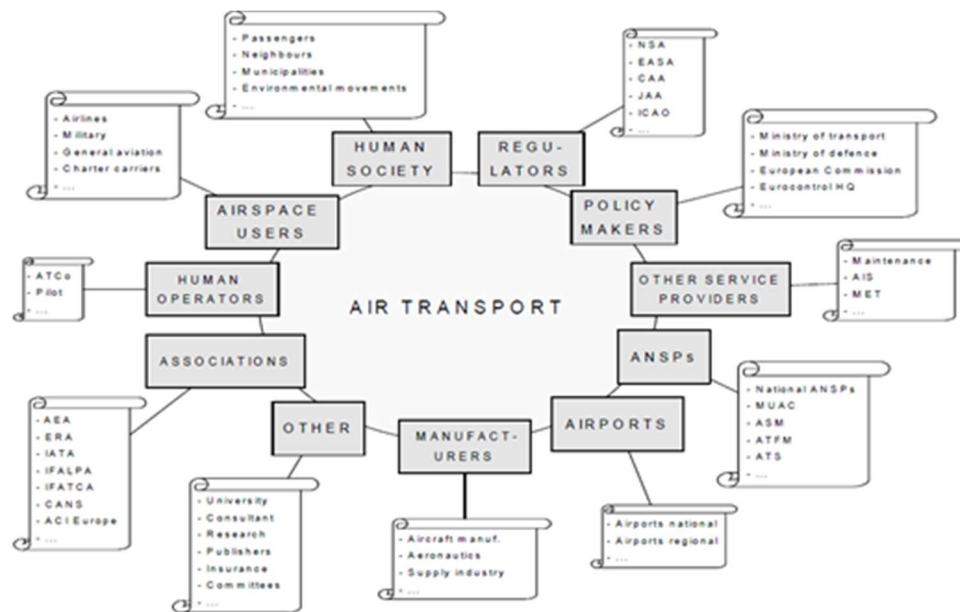 - Passengers
- Neighbours
- Municipalities
- Environmental movements
- ...
- NSA
- EASA
- CAA
- JAA
- ICAO
- ...
- Airlines
- Military
- General aviation
- Charter carriers
- ...
- Ministry of transport
- Ministry of defence
- European Commission
- Eurocontrol HQ
- ...
HUMAN
SOCIETY
REGU-
LATORS
AIRSPACE
USERS
POLICY
MAKERS
- ATCo
- Pilot
- ...
HUMAN
OPERATORS
AIR TRANSPORT
OTHER SERVICE
PROVIDERS
- Maintenance
- AIS
- MET
- ...
ASSOCIATIONS
ANSPs
- AEA
- ERA
- IATA
- IFALPA
- IFATCA
- CANS
- ACI Europe
- ...
OTHER
MANUFACT-
URERS
AIRPORTS
- National ANSPs
- MUAC
- ASM
- ATFM
- ATS
- ...
- University
- Consultant
- Research
- Publishers
- Insurance
- Committees
- ...
- Aircraft manuf.
- Aeronautics
- Supply industry
- ...
- Airports national
- Airports regional
- ...